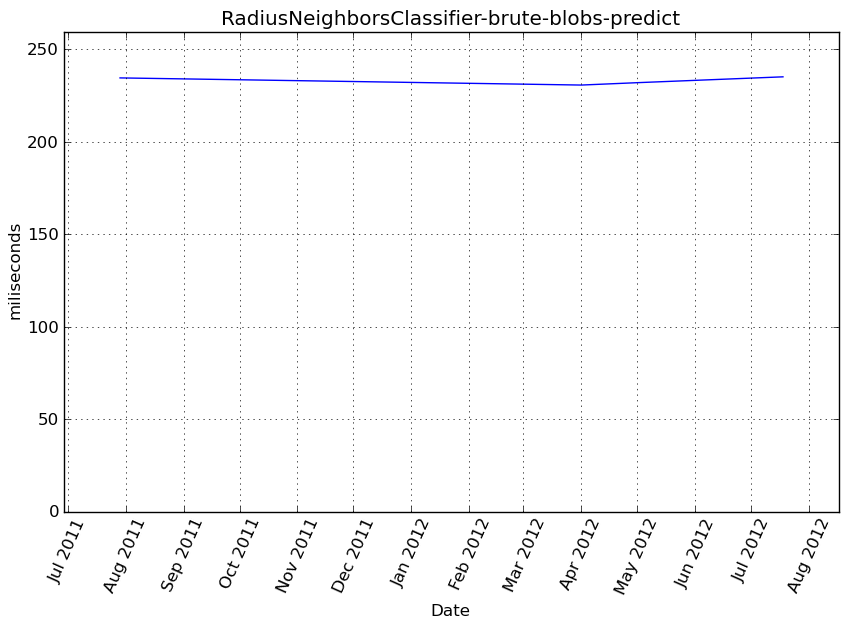 RadiusNeighborsClassifier-brute-blobs-predict
250
200
150
100
50
0
miliseconds
Jul 2011
Aug 2011
Sep 2011
Oct 2011
Nov 2011
Dec 2011
Jan 2012
Feb 2012
Mar 2012
Apr 2012
May 2012
Jun 2012
Jul 2012
Aug 2012
Date